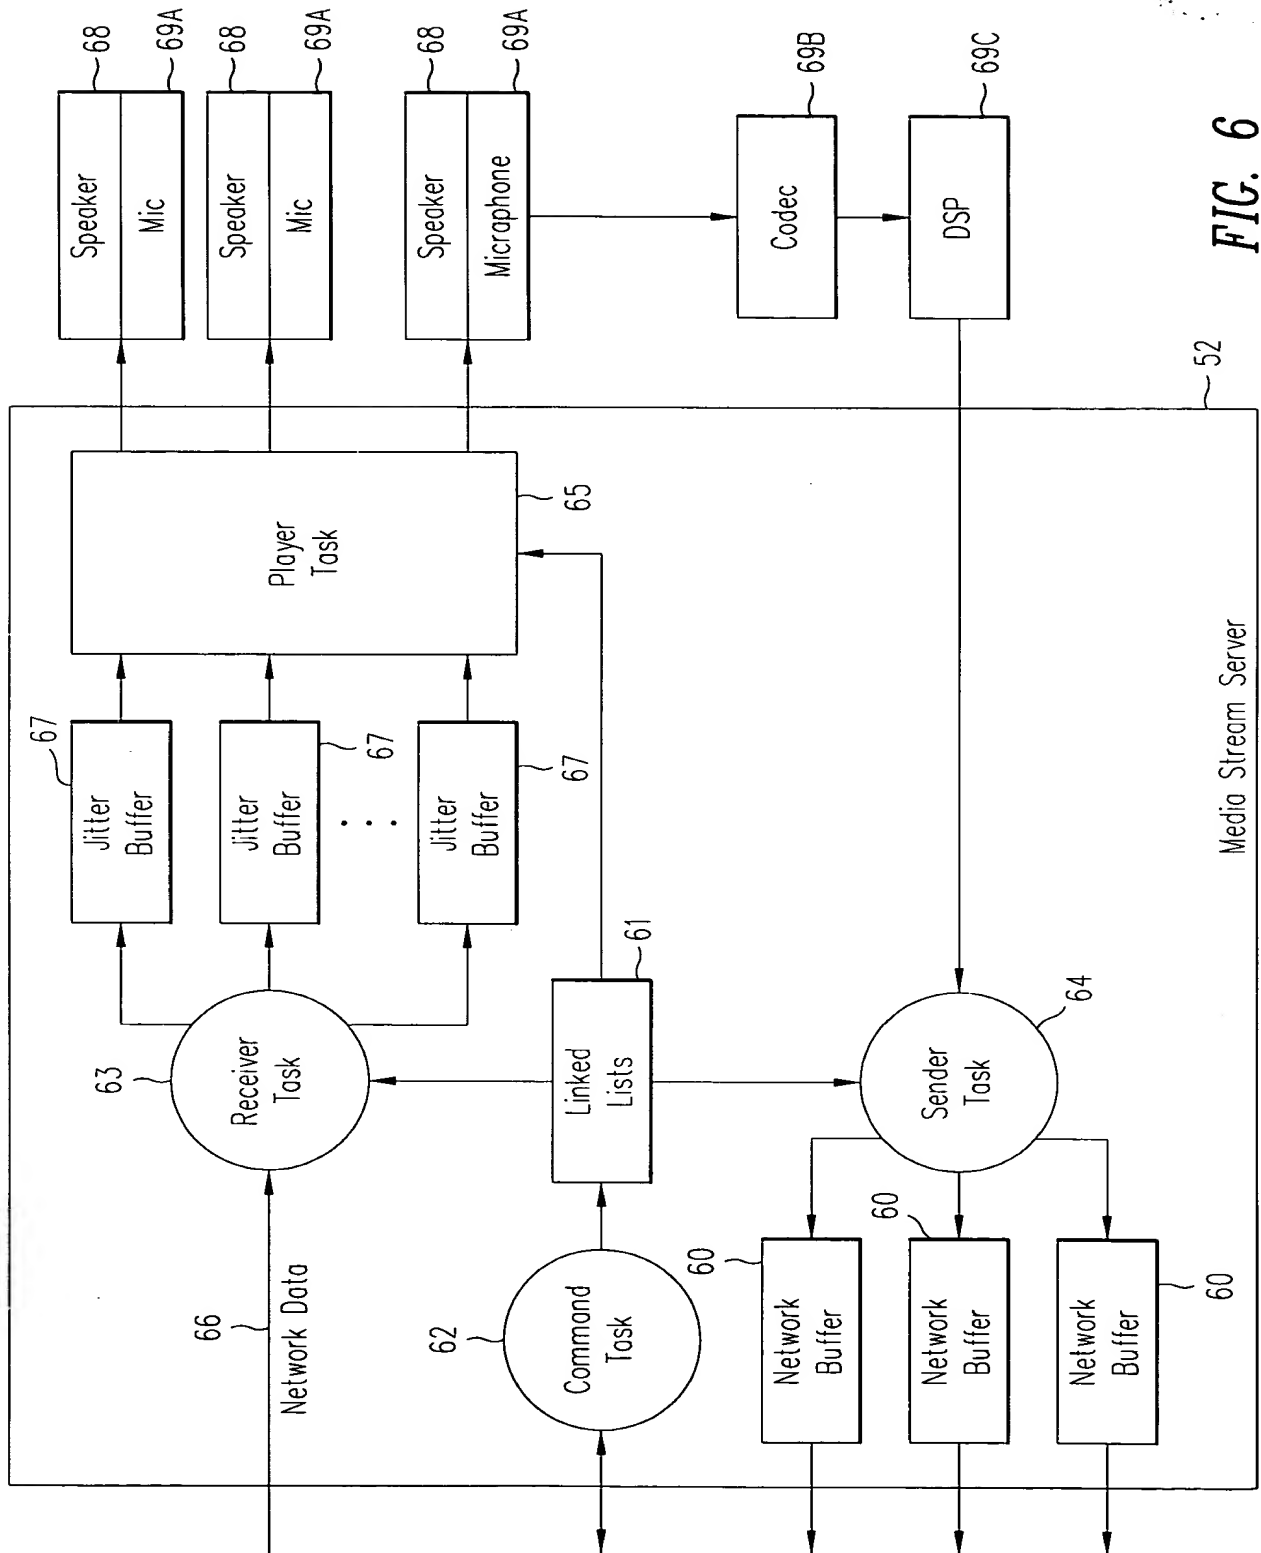 66
Network Data
63
Receiver
Task
67
Jitter
Buffer
Jitter
Buffer
67
Jitter
Buffer
67
Player
Task
65
Speaker
68
Mic
69A
Speaker
68
Mic
69A
Speaker
68
Microphone
69A
62
Command
Task
Linked
Lists
61
60
Network
Buffer
60
Network
Buffer
Network
Buffer
60
Sender
Task
64
Codec
69B
DSP
69C
Media Stream Server
52
FIG. 6